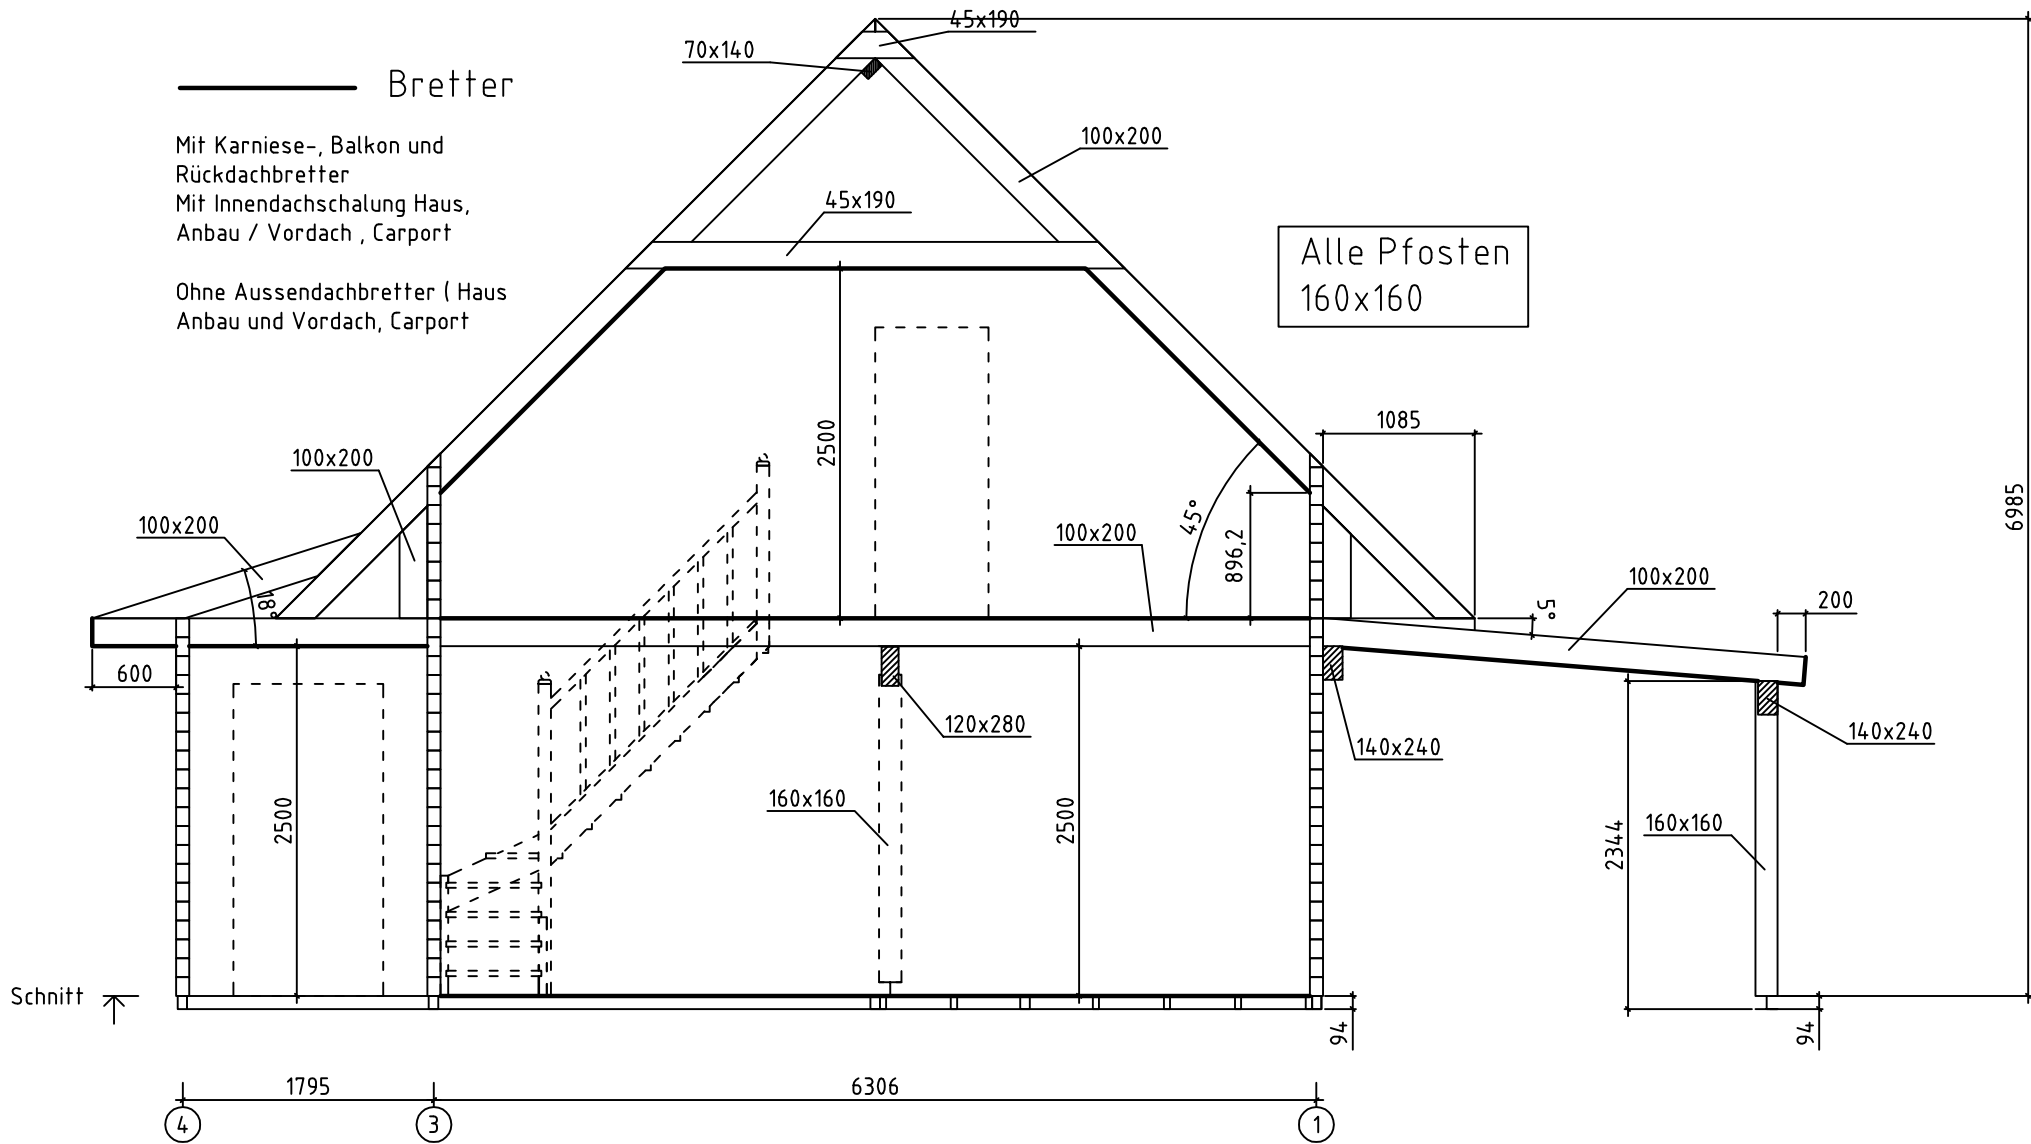 45x190
70x140
Bretter
Mit Karniese-, Balkon und
Rückdachbretter
Mit Innendachschalung Haus,
Anbau / Vordach , Carport
Ohne Aussendachbretter ( Haus
Anbau und Vordach, Carport
100x200
45x190
Alle Pfosten
160x160
1085
2500
100x200
45°
6985
100x200
100x200
896,2
18°
100x200
5°
200
600
120x280
140x240
140x240
2500
160x160
2500
2344
160x160
Schnitt
94
94
1795
6306
4
3
1